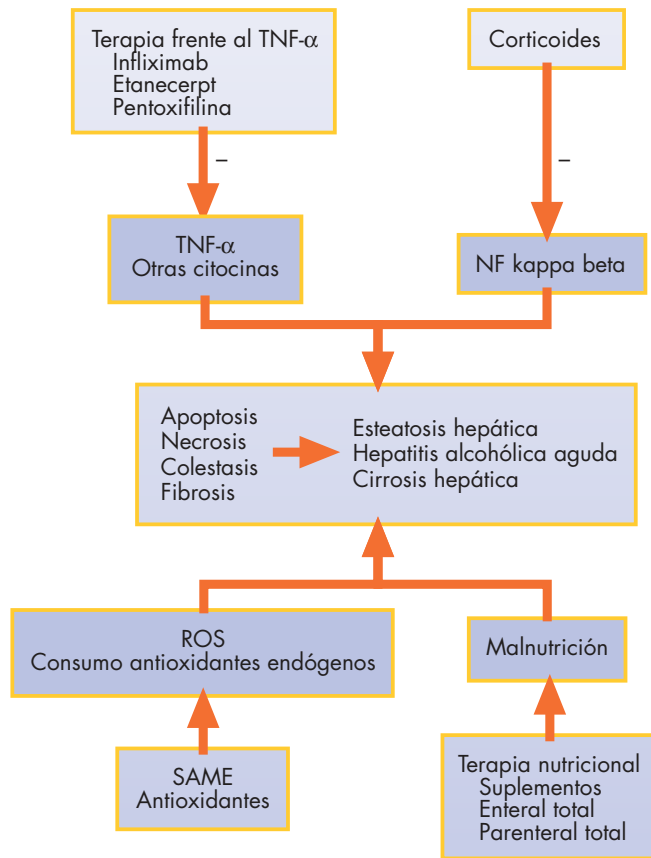 Terapia frente al TNF-α
Infliximab
Etanecerpt
Pentoxifilina
Corticoides
–
–
TNF-α
Otras citocinas
NF kappa beta
Apoptosis
Necrosis
Colestasis
Fibrosis
Esteatosis hepática
Hepatitis alcohólica aguda
Cirrosis hepática
ROS
Consumo antioxidantes endógenos
Malnutrición
SAME
Antioxidantes
Terapia nutricional
Suplementos
Enteral total
Parenteral total